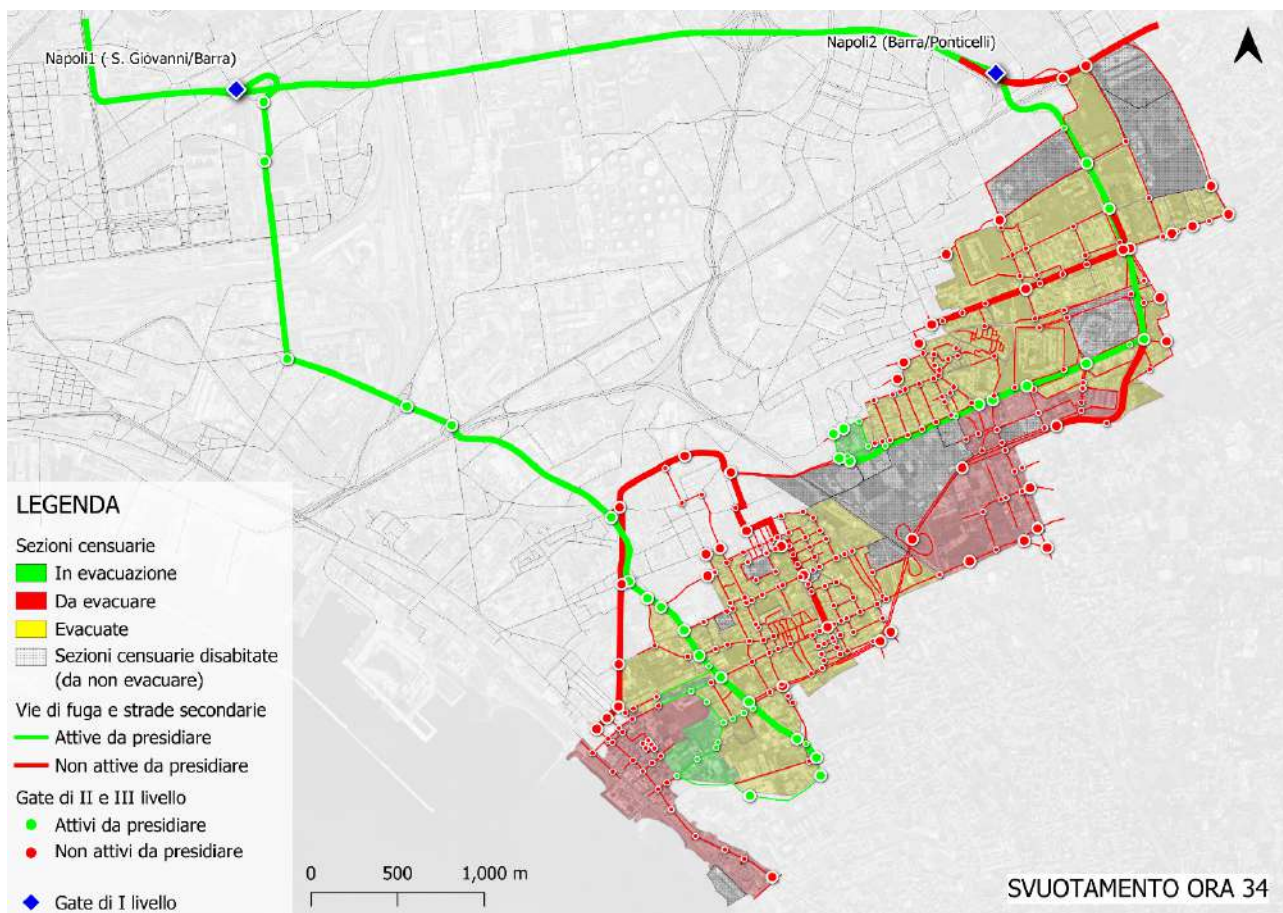 Napoli1 ( S. Giovanni/Barra)
Napoli2 (Barra/Ponticelli)
LEGENDA
Sezioni censuarie
In evacuazione
Da evacuare
Evacuate
Sezioni censuarie disabitate
(da non evacuare)
Vie di fuga e strade secondarie
Attive da presidiare
Non attive da presidiare
Gate di II e III livello
Attivi da presidiare
Non attivi da presidiare
Gate di I livello
0 500 1,000 m
SVUOTAMENTO ORA 34